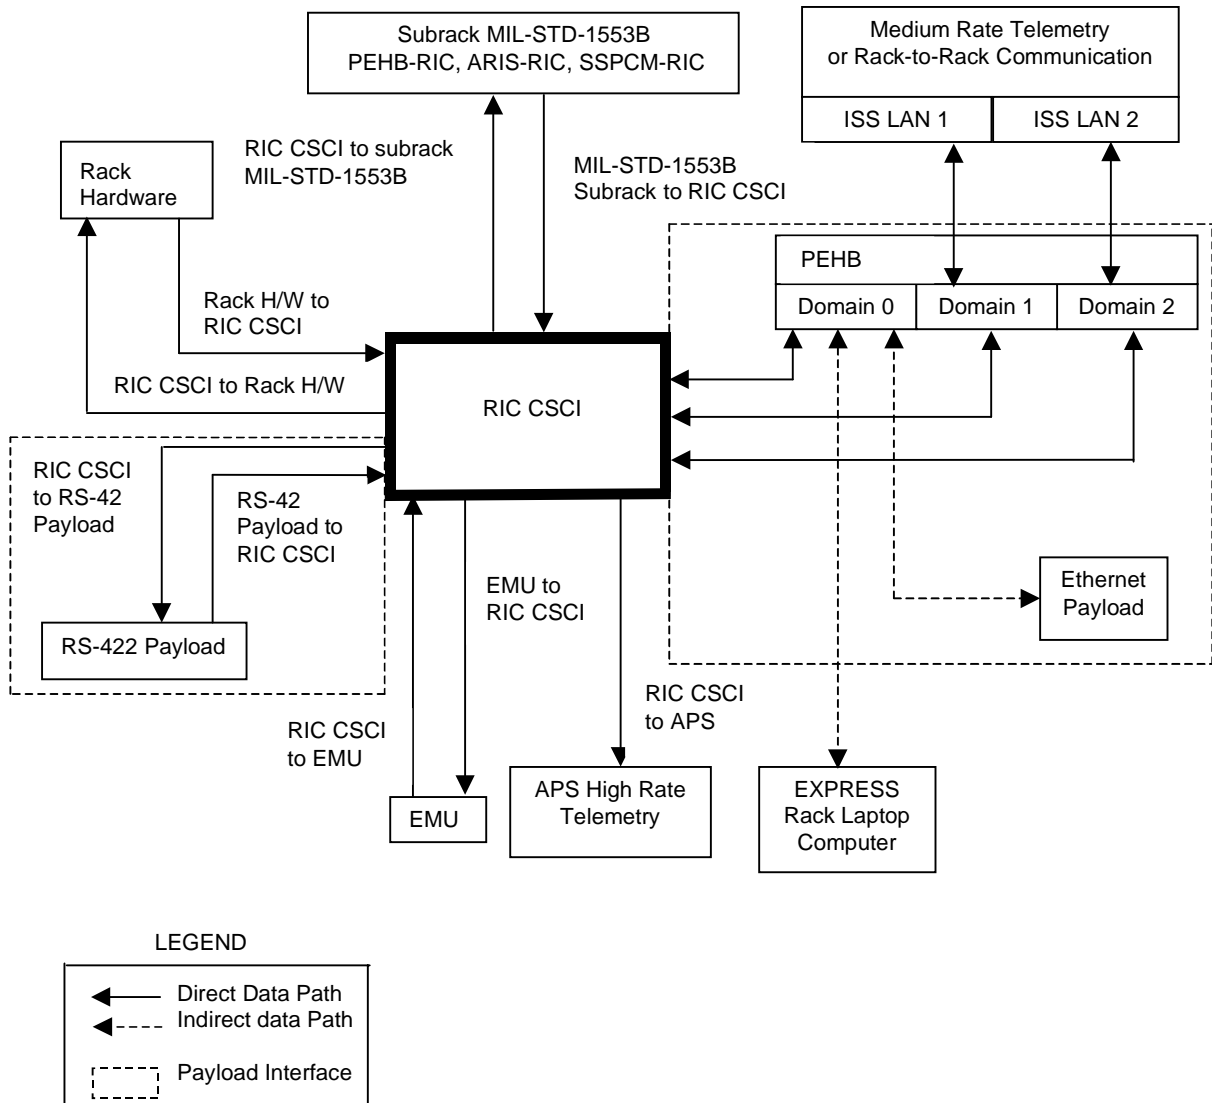 Subrack MIL-STD-1553B
PEHB-RIC, ARIS-RIC, SSPCM-RIC
Medium Rate Telemetry
or Rack-to-Rack Communication
ISS LAN 1
ISS LAN 2
RIC CSCI to subrack
MIL-STD-1553B
MIL-STD-1553B
Subrack to RIC CSCI
Rack
Hardware
PEHB
Domain 0
Domain 1
Domain 2
Rack H/W to
RIC CSCI
RIC CSCI to Rack H/W
RIC CSCI
RIC CSCI
to RS-42
Payload
RS-42
Payload to
RIC CSCI
RS-422 Payload
EMU to
RIC CSCI
Ethernet
Payload
RIC CSCI
to EMU
RIC CSCI
to APS
EMU
APS High Rate
Telemetry
EXPRESS
Rack Laptop
Computer
LEGEND
Direct Data Path
Indirect data Path
Payload Interface